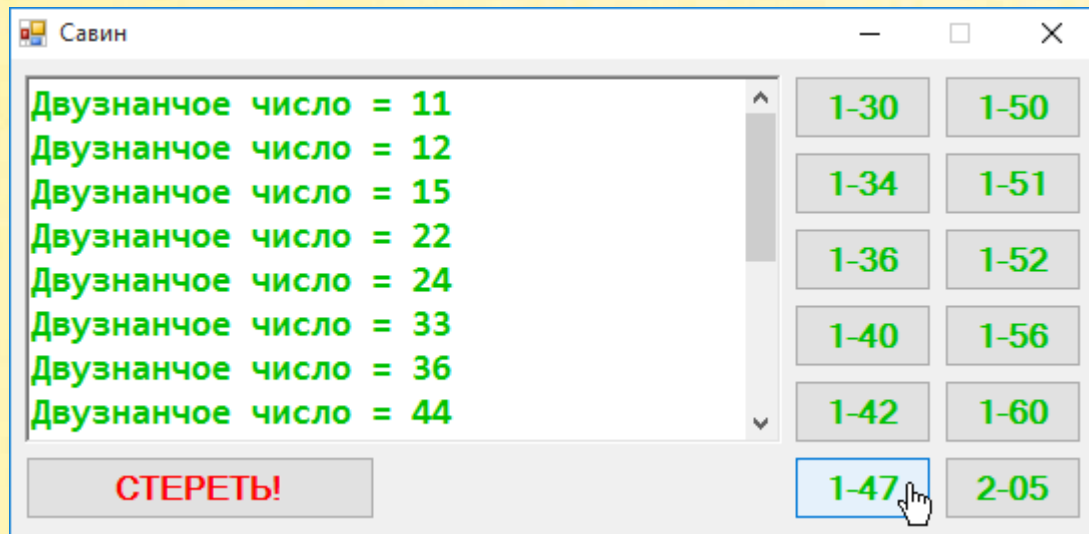 Савин
Двузнанчое число = 11
Двузнанчое число = 12
Двузнанчое число = 15
Двузнанчое число = 22
Двузнанчое число = 24
Двузнанчое число = 33
Двузнанчое число = 36
Двузнанчое число = 44
1-30 1-50
1-34 1-51
1-36 1-52
1-40 1-56
1-42 1-60
СТЕРЕТЬ! 1-47 2-05